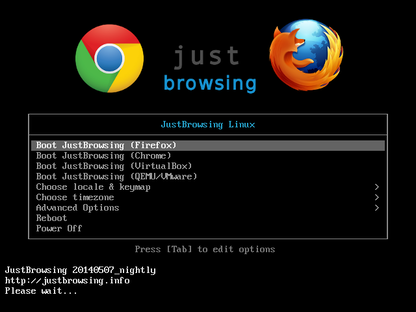 just
browsing
JustBrowsing Linux
Boot JustBrowsing (Firefox)
Boot JustBrowsing (Chrome)
Boot JustBrowsing (VirtualBox)
Boot JustBrowsing (QEMU/VMware)
Choose locale & keymap >
Choose timezone >
Advanced Options >
Reboot
Power Off
Press [Tab] to edit options
JustBrowsing 20140507_nightly
http://justbrowsing.info
Please wait...